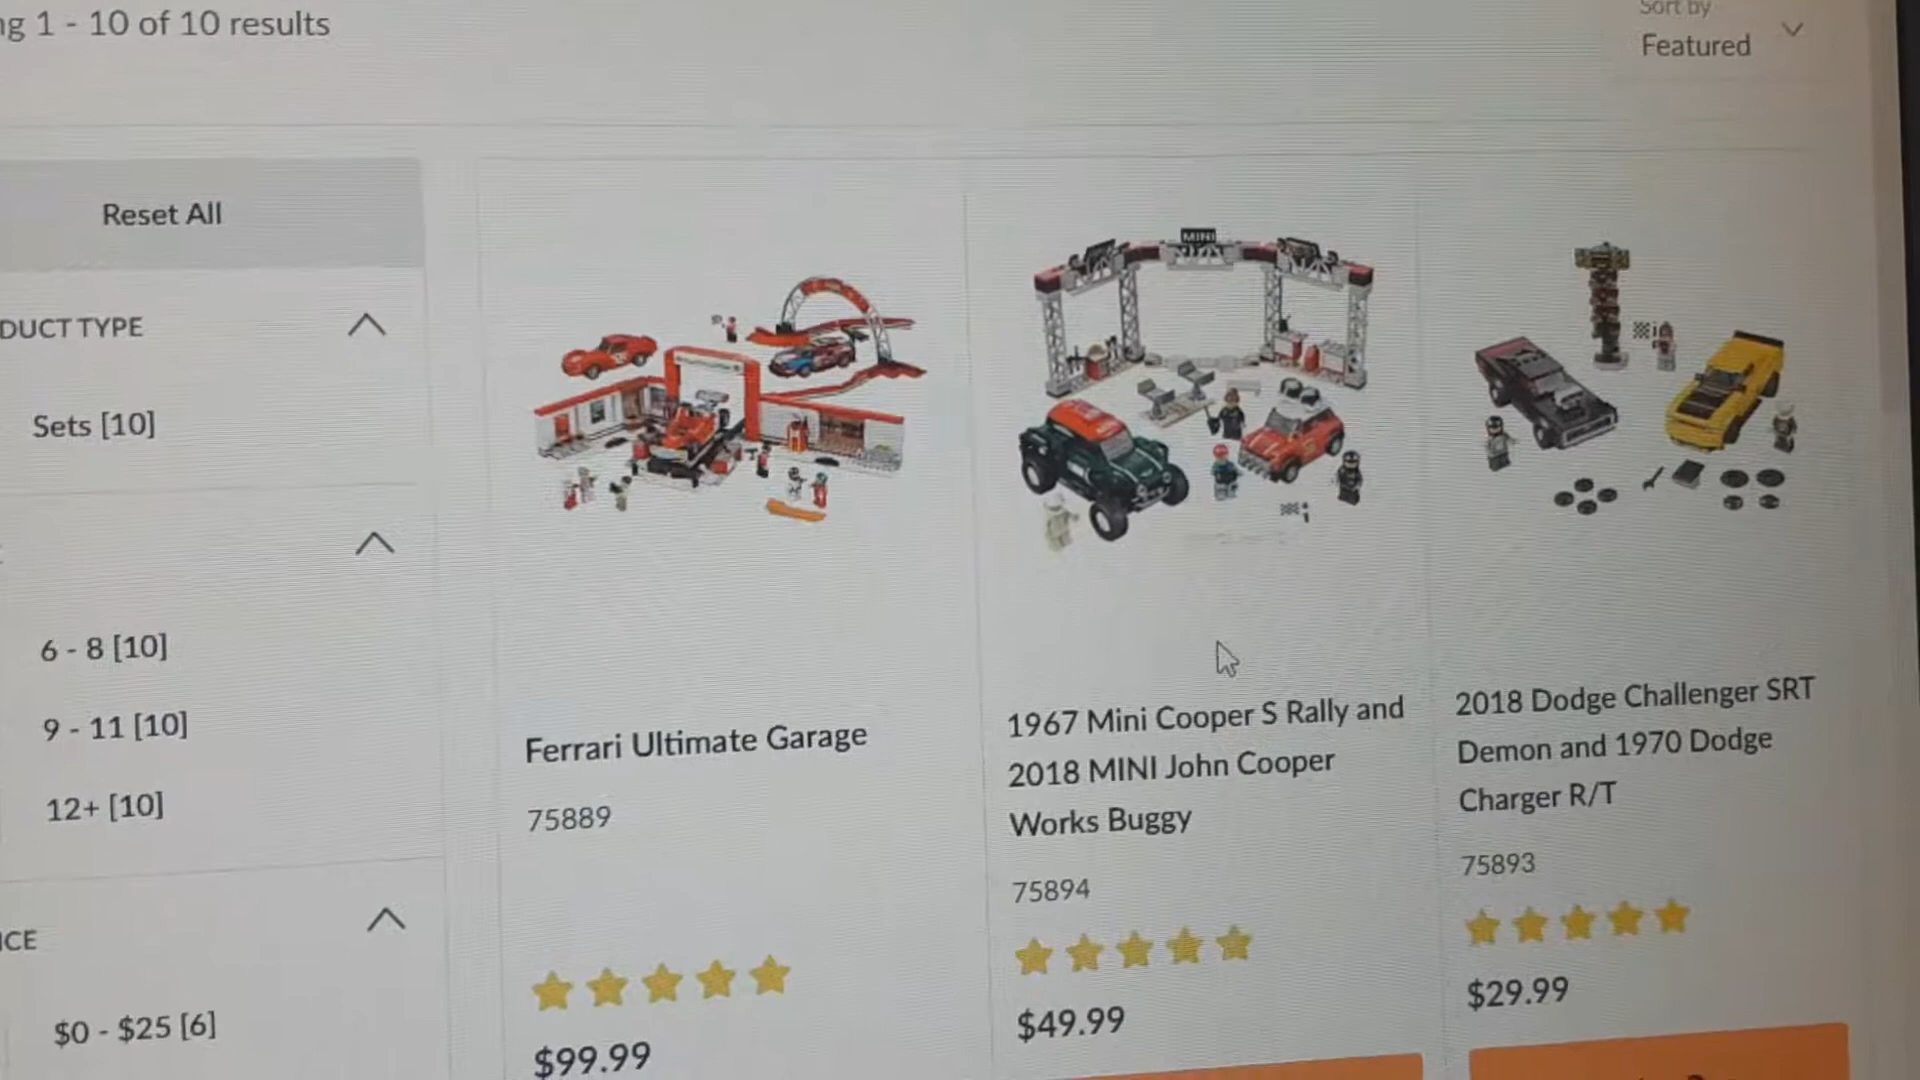 1 - 10 of 10 results
Sort by
Featured
Reset All
DUCT TYPE
Sets [10]
6 - 8 [10]
9 - 11 [10]
12+ [10]
ICE
$0 - $25 [6]
MINI
Ferrari Ultimate Garage
75889
$99.99
1967 Mini Cooper S Rally and
2018 MINI John Cooper
Works Buggy
75894
$49.99
2018 Dodge Challenger SRT
Demon and 1970 Dodge
Charger R/T
75893
$29.99